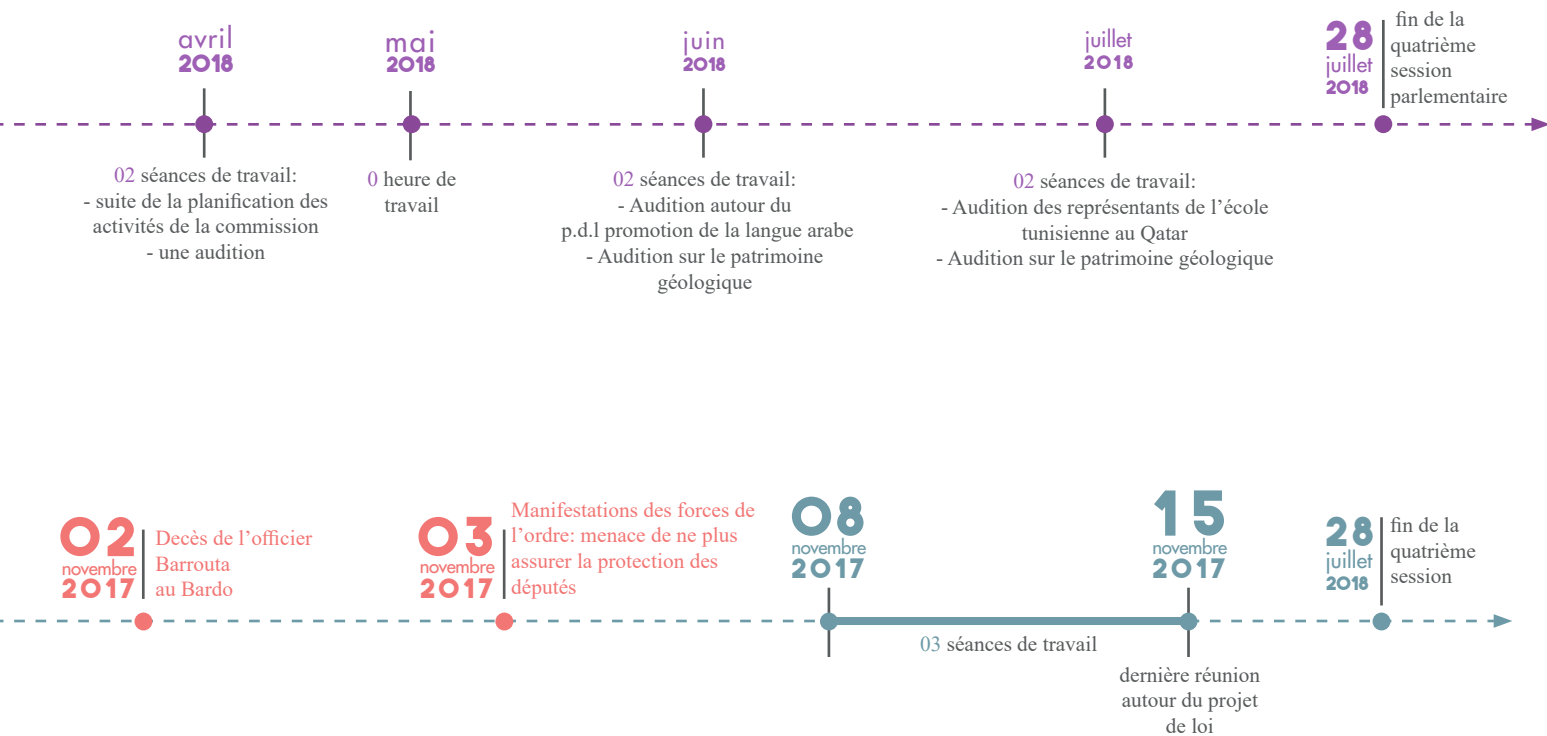 avril
2018
02 séances de travail:
- suite de la planification des
activités de la commission
- une audition
mai
2018
0 heure de
travail
juin
2018
02 séances de travail:
- Audition autour du
p.d.l promotion de la langue arabe
- Audition sur le patrimoine
géologique
juillet
2018
02 séances de travail:
- Audition des représentants de l’école
tunisienne au Qatar
- Audition sur le patrimoine géologique
28
juillet
2018
fin de la
quatrième
session
parlementaire
02
novembre
2017
Decès de l’officier
Barrouta
au Bardo
03
novembre
2017
Manifestations des forces de
l’ordre: menace de ne plus
assurer la protection des
députés
08
novembre
2017
03 séances de travail
15
novembre
2017
dernière réunion
autour du projet
de loi
28
juillet
2018
fin de la
quatrième
session